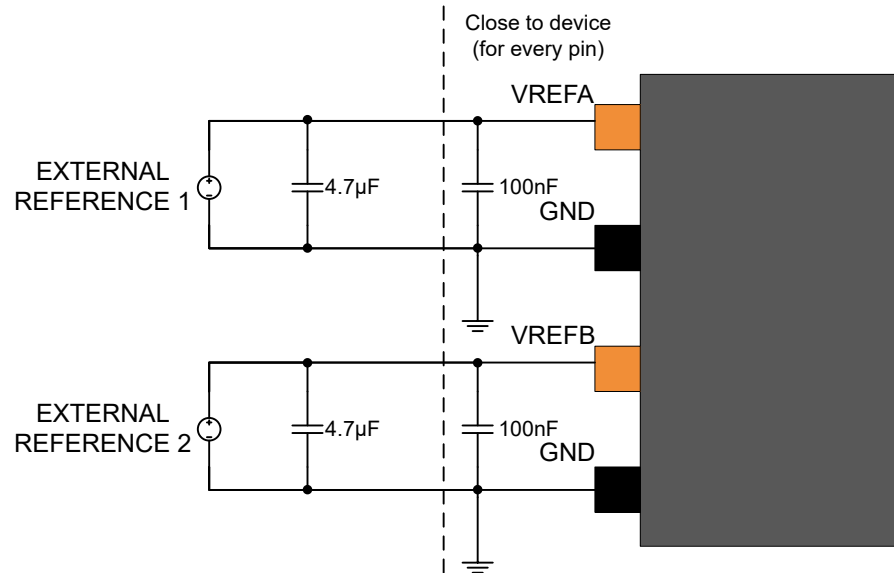 Close to device
(for every pin)
VREFA
EXTERNAL
REFERENCE 1
4.7µF
100nF
GND
VREFB
EXTERNAL
REFERENCE 2
4.7µF
100nF
GND